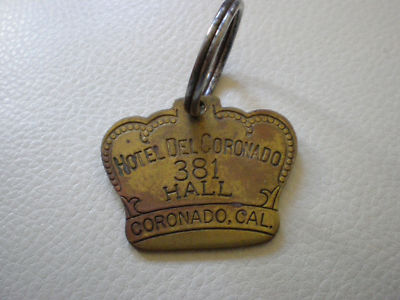 HOTEL DEL CORONADO
381
HALL
CORONADO, CAL.